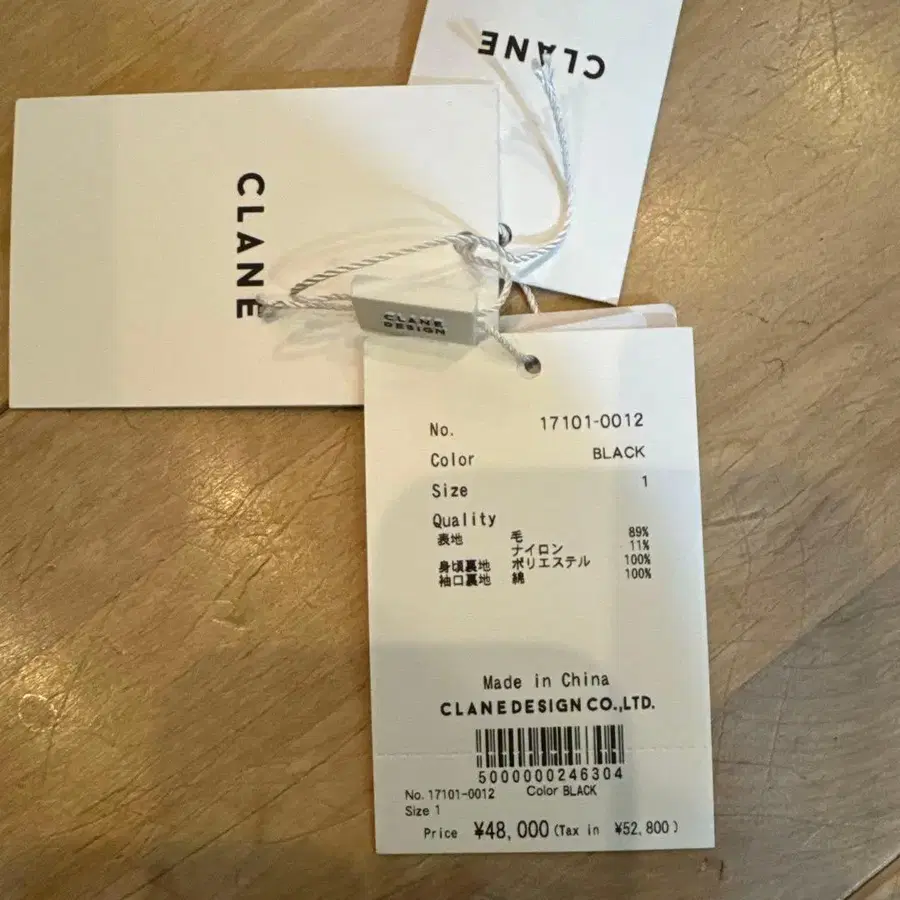 CLANE
CLANE
CLANE
DESIGN
No. 17101-0012
Color BLACK
Size 1
Quality
表地 毛 89%
ナイロン 11%
身頃裏地 ポリエステル 100%
袖口裏地 綿 100%
Made in China
CLANE DESIGN CO.,LTD.
5000000246304
No. 17101-0012 Color BLACK
Size 1
Price ¥48,000 (Tax in ¥52,800)